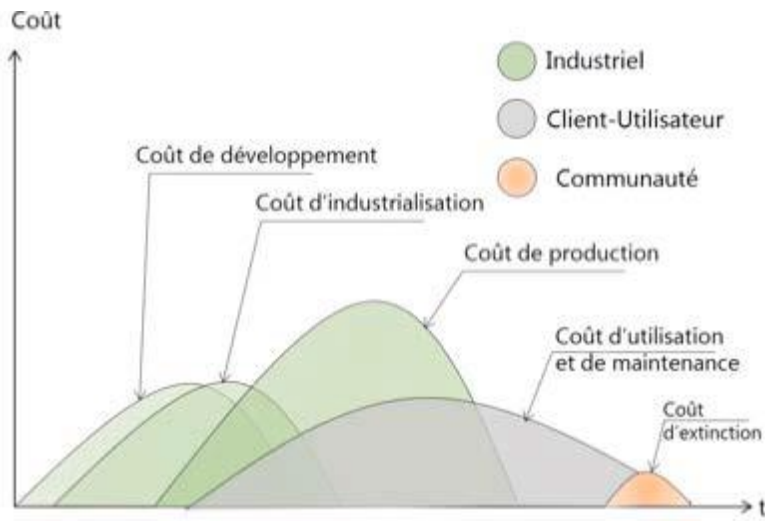 Coût
Industriel
Client-Utilisateur
Communauté
Coût de développement
Coût d'industrialisation
Coût de production
Coût d'utilisation
et de maintenance
Coût
d'extinction
t